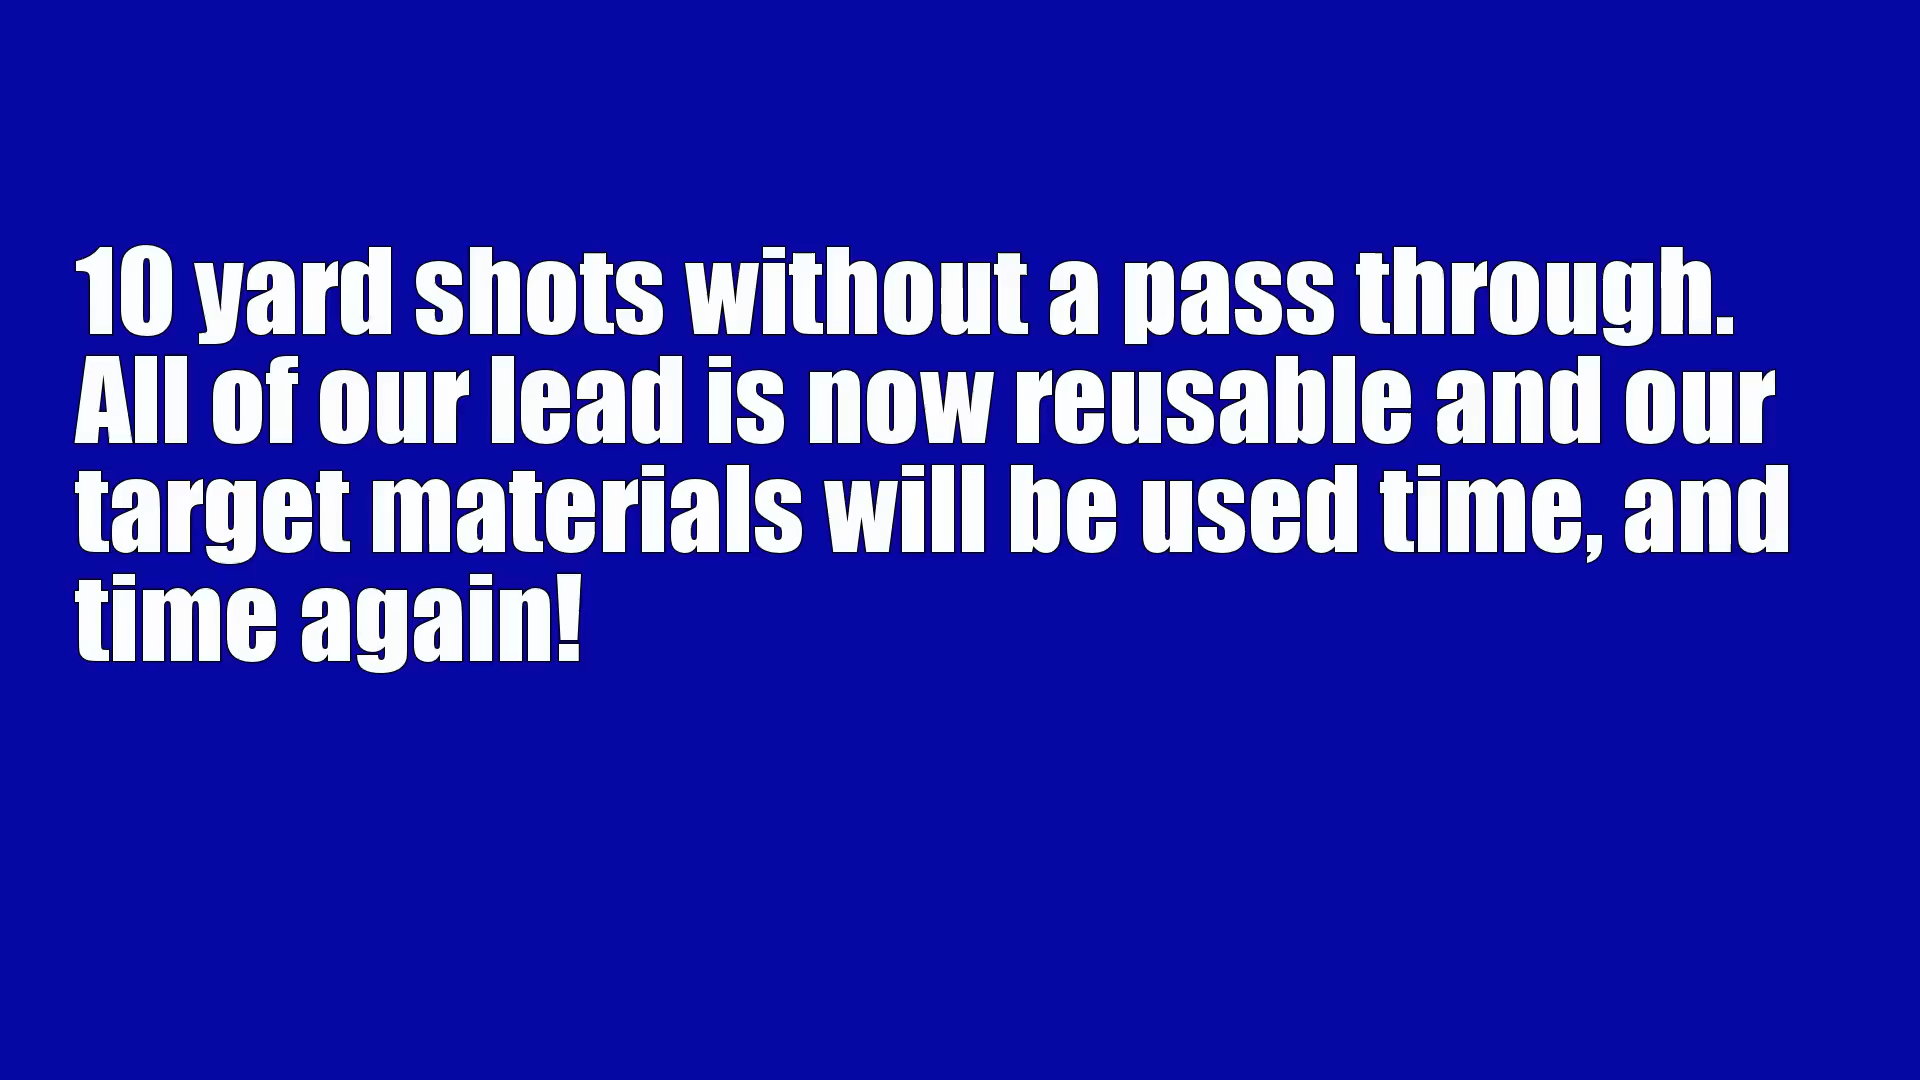 10 yard shots without a pass through.
All of our lead is now reusable and our
target materials will be used time, and
time again!